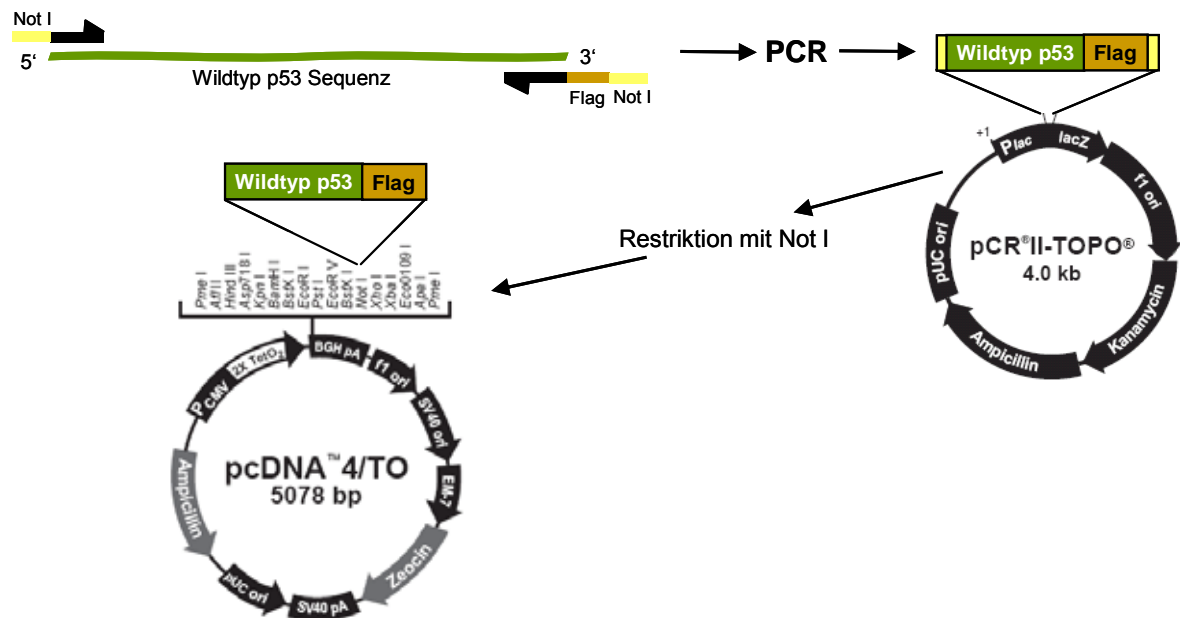 Not I
5‘
3‘
Wildtyp p53 Sequenz
Flag
Not I
PCR
Wildtyp p53 Flag
+1
Plac
lacZ
f1 ori
Kanamycin
Ampicillin
pUC ori
pCR®II-TOPO®
4.0 kb
Restriktion mit Not I
Wildtyp p53 Flag
Pme I
Afl II
Hind III
Asp718 I
Kpn I
BamH I
BstX I
EcoR I
Pst I
EcoR V
BstX I
Not I
Xho I
Xba I
Eco0109 I
Apa I
Pme I
PCMV
2X TetO2
BGH pA
f1 ori
SV40 ori
EM-7
Zeocin
SV40 pA
pUC ori
Ampicillin
pcDNA™4/TO
5078 bp